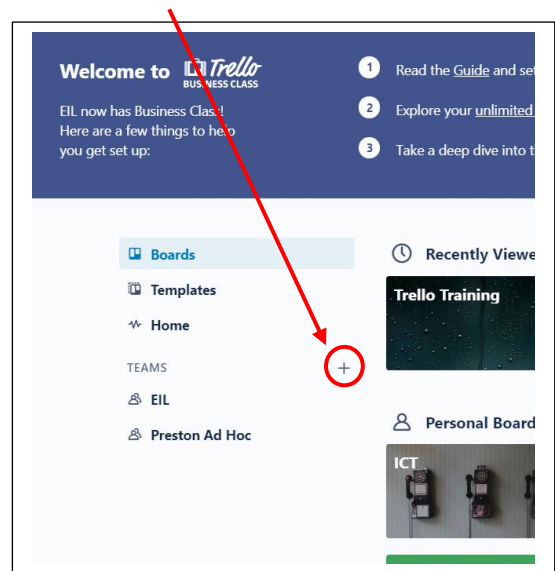 Welcome to Trello
BUSINESS CLASS
EIL now has Business Class!
Here are a few things to help
you get set up:
1 Read the Guide and set
2 Explore your unlimited
3 Take a deep dive into t
Boards
Templates
Home
TEAMS
+
EIL
Preston Ad Hoc
Recently Viewe
Trello Training
Personal Board
ICT